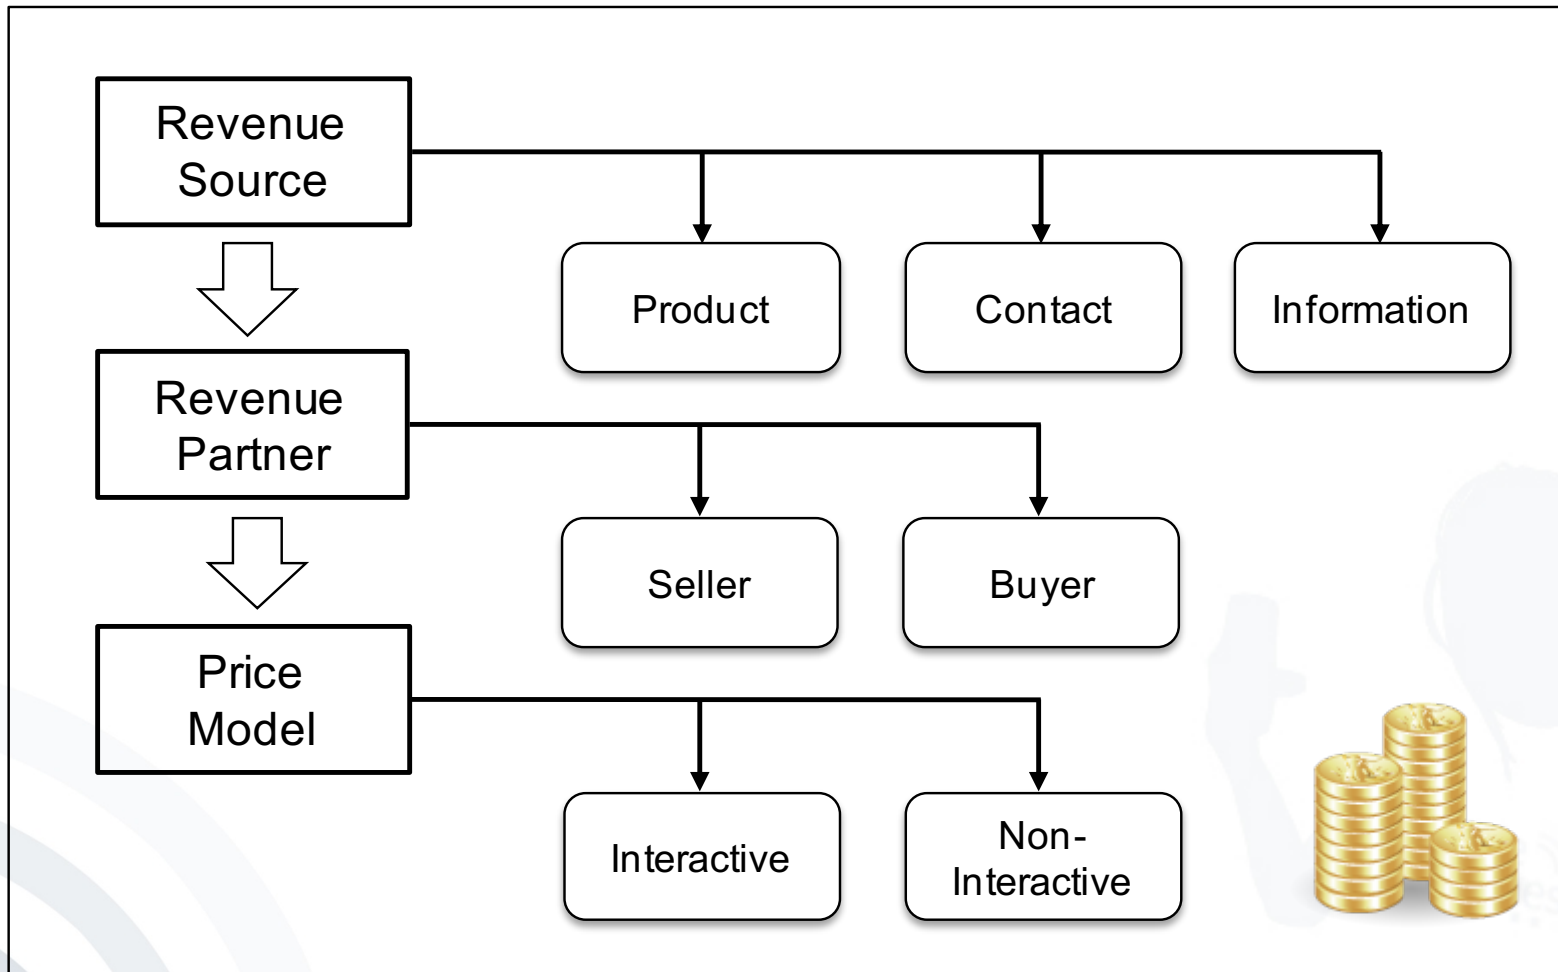 Revenue
Source
Product
Contact
Information
Revenue
Partner
Seller
Buyer
Price
Model
Interactive
Non-
Interactive